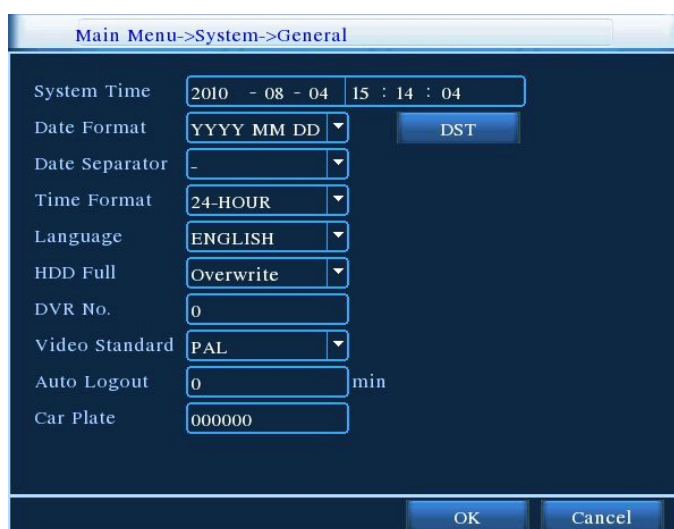 Main Menu->System->General
System Time 2010 - 08 - 04 15 : 14 : 04
Date Format YYYY MM DD DST
Date Separator -
Time Format 24-HOUR
Language ENGLISH
HDD Full Overwrite
DVR No. 0
Video Standard PAL
Auto Logout 0 min
Car Plate 000000
OK Cancel